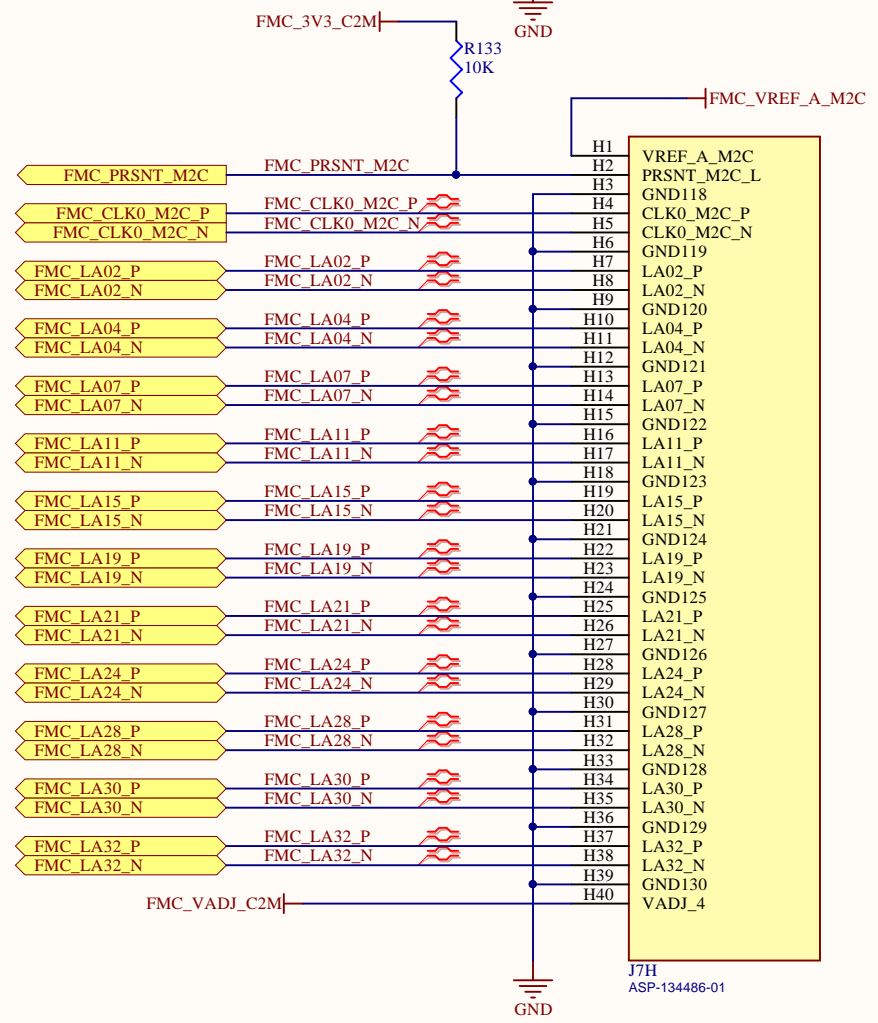 GND
FMC_3V3_C2M
R133
10K
FMC_VREF_A_M2C
H1 VREF_A_M2C
FMC_PRSNT_M2C FMC_PRSNT_M2C H2 PRSNT_M2C_L
H3 GND118
FMC_CLK0_M2C_P FMC_CLK0_M2C_P H4 CLK0_M2C_P
FMC_CLK0_M2C_N FMC_CLK0_M2C_N H5 CLK0_M2C_N
H6 GND119
FMC_LA02_P FMC_LA02_P H7 LA02_P
FMC_LA02_N FMC_LA02_N H8 LA02_N
H9 GND120
FMC_LA04_P FMC_LA04_P H10 LA04_P
FMC_LA04_N FMC_LA04_N H11 LA04_N
H12 GND121
FMC_LA07_P FMC_LA07_P H13 LA07_P
FMC_LA07_N FMC_LA07_N H14 LA07_N
H15 GND122
FMC_LA11_P FMC_LA11_P H16 LA11_P
FMC_LA11_N FMC_LA11_N H17 LA11_N
H18 GND123
FMC_LA15_P FMC_LA15_P H19 LA15_P
FMC_LA15_N FMC_LA15_N H20 LA15_N
H21 GND124
FMC_LA19_P FMC_LA19_P H22 LA19_P
FMC_LA19_N FMC_LA19_N H23 LA19_N
H24 GND125
FMC_LA21_P FMC_LA21_P H25 LA21_P
FMC_LA21_N FMC_LA21_N H26 LA21_N
H27 GND126
FMC_LA24_P FMC_LA24_P H28 LA24_P
FMC_LA24_N FMC_LA24_N H29 LA24_N
H30 GND127
FMC_LA28_P FMC_LA28_P H31 LA28_P
FMC_LA28_N FMC_LA28_N H32 LA28_N
H33 GND128
FMC_LA30_P FMC_LA30_P H34 LA30_P
FMC_LA30_N FMC_LA30_N H35 LA30_N
H36 GND129
FMC_LA32_P FMC_LA32_P H37 LA32_P
FMC_LA32_N FMC_LA32_N H38 LA32_N
H39 GND130
FMC_VADJ_C2M H40 VADJ_4
J7H
ASP-134486-01
GND